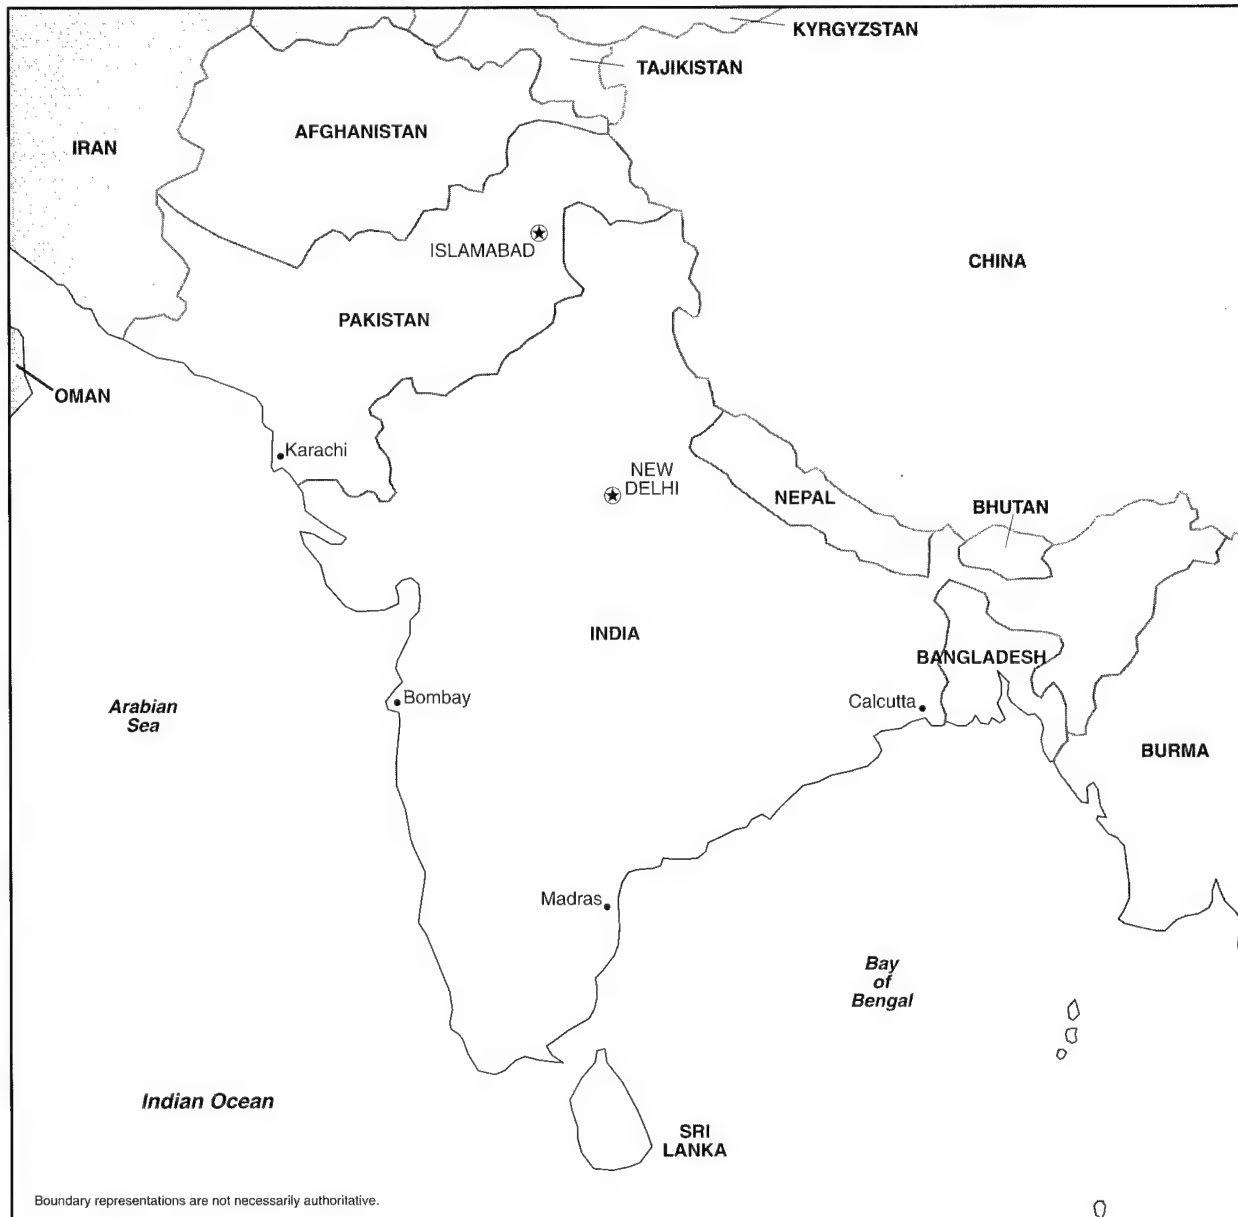 KYRGYZSTAN
TAJIKISTAN
AFGHANISTAN
IRAN
ISLAMABAD
CHINA
PAKISTAN
OMAN
Karachi
NEW
DELHI
NEPAL
BHUTAN
INDIA
BANGLADESH
Arabian
Sea
Bombay
Calcutta
BURMA
Madras
Bay
of
Bengal
Indian Ocean
SRI
LANKA
Boundary representations are not necessarily authoritative.